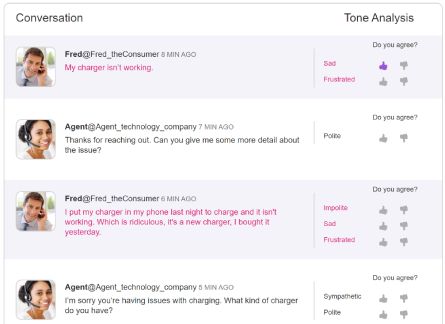 Conversation
Tone Analysis
Do you agree?
Fred@Fred_theConsumer 8 MIN AGO
My charger isn't working.
Sad
Frustrated
Do you agree?
Agent@Agent_technology_company 7 MIN AGO
Thanks for reaching out. Can you give me some more detail about
the issue?
Polite
Do you agree?
Fred@Fred_theConsumer 6 MIN AGO
I put my charger in my phone last night to charge and it isn't
working. Which is ridiculous, it's a new charger, I bought it
yesterday.
Impolite
Sad
Frustrated
Do you agree?
Agent@Agent_technology_company 5 MIN AGO
I'm sorry you're having issues with charging. What kind of charger
do you have?
Sympathetic
Polite